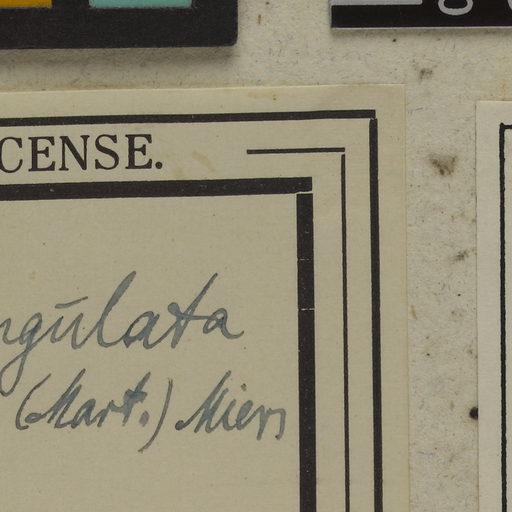 CENSE.
ngulata
(Mart.) Miers